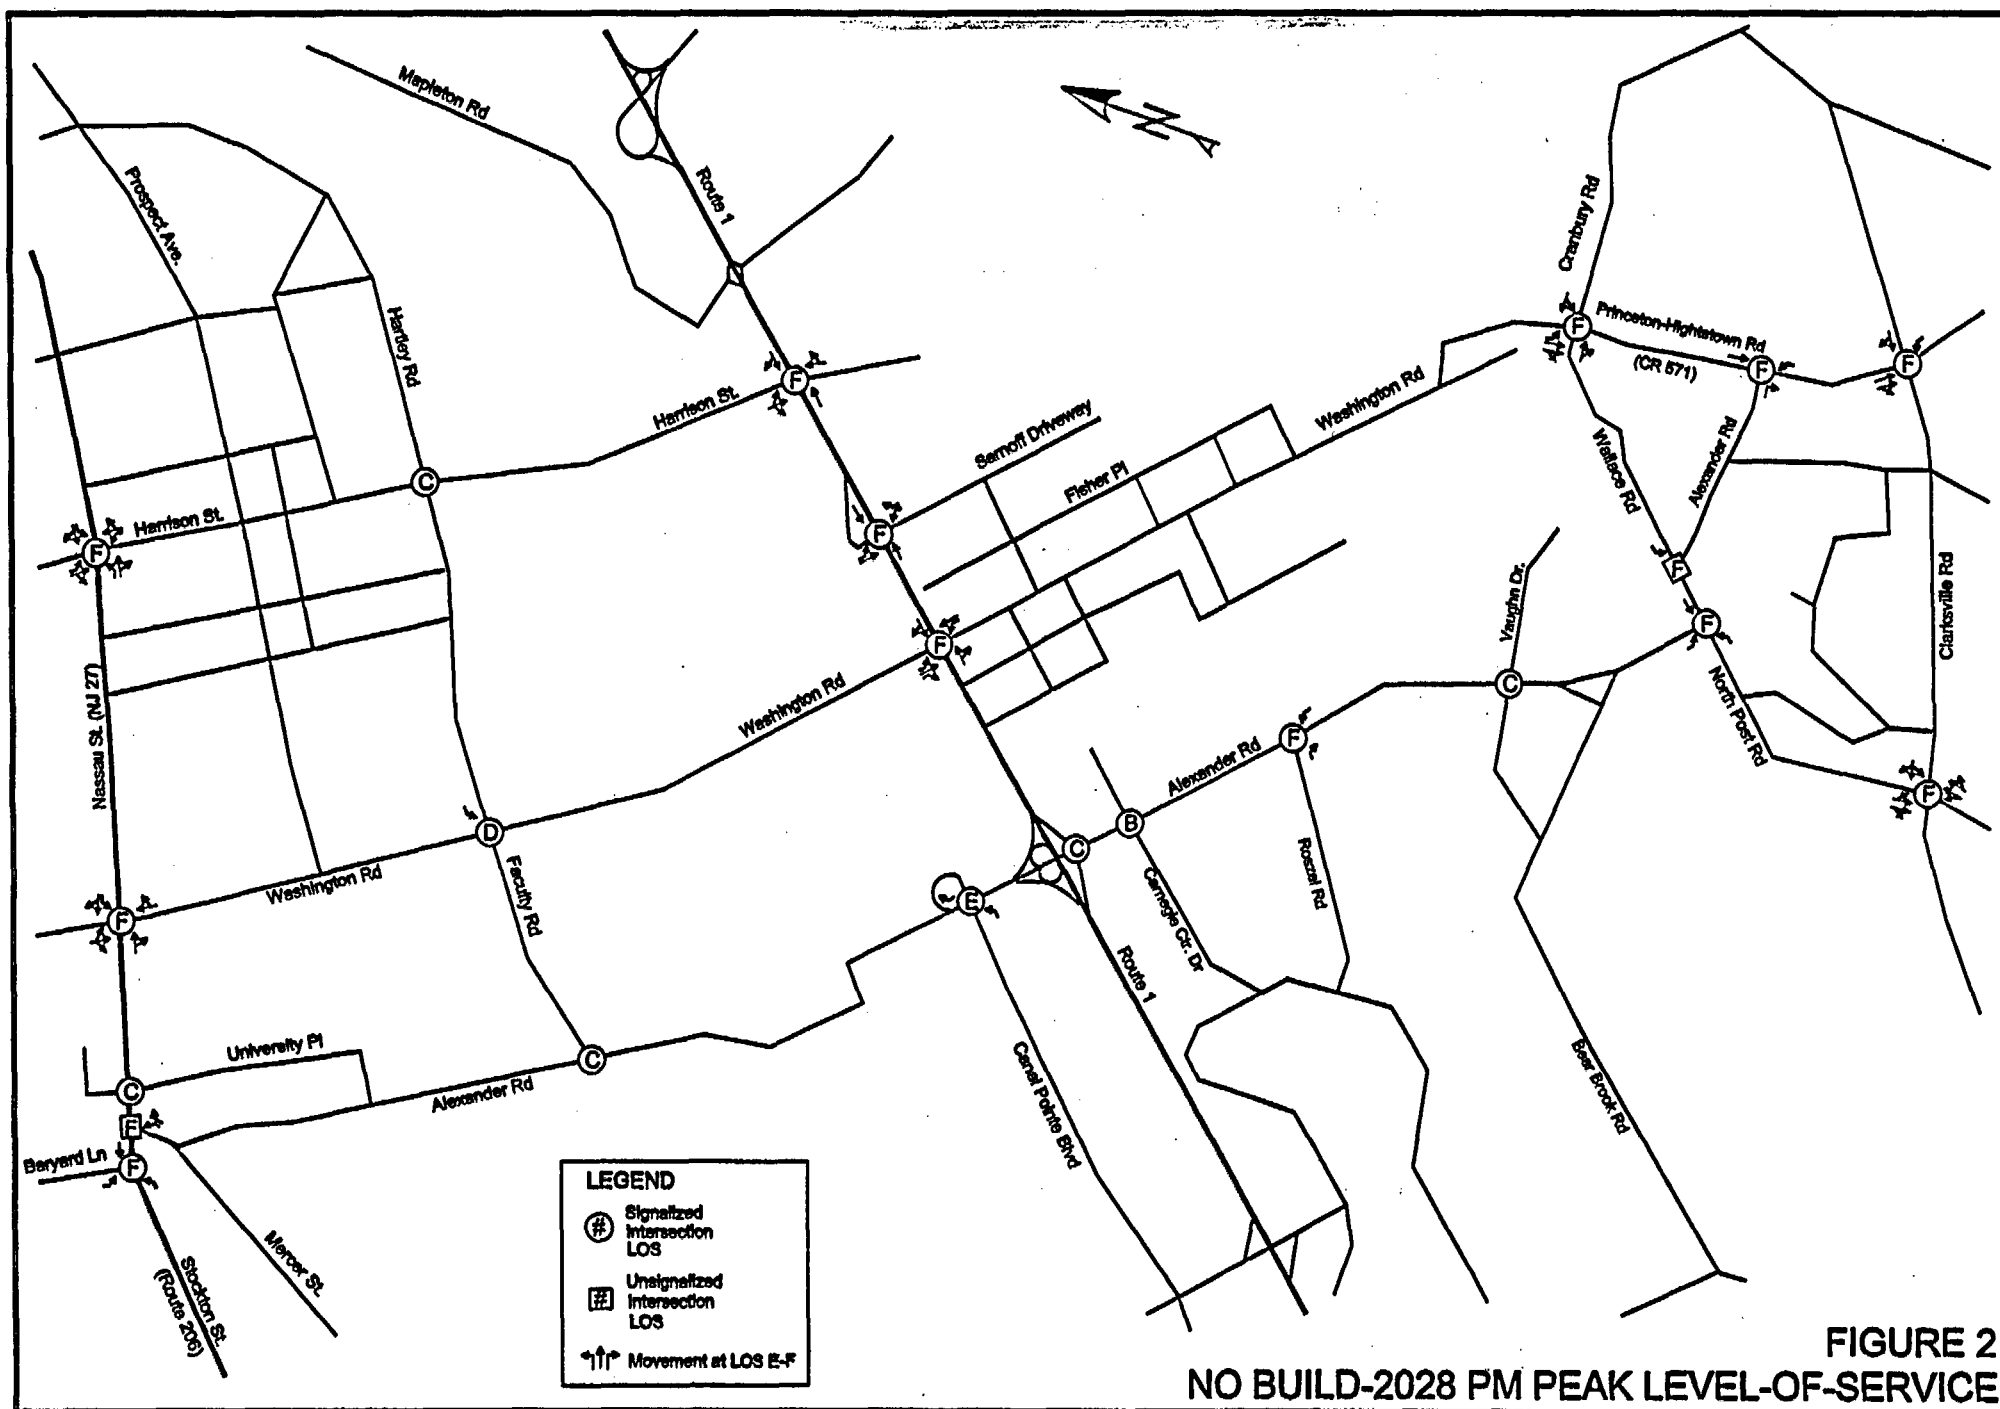 Mapleton Rd
Route 1
N
Prospect Ave.
Cranbury Rd
Hartley Rd
F
Princeton-Hightstown Rd
(CR 571)
F
F
F
Harrison St.
Washington Rd
Sarnoff Driveway
Fisher Pl
Wallace Rd
Alexander Rd
C
Harrison St.
F
F
F
Vaughn Dr.
Clarksville Rd
F
F
C
Nassau St. (NJ 27)
Washington Rd
North Post Rd
F
Alexander Rd
F
D
B
C
Washington Rd
Faculty Rd
Roszel Rd
Carnegie Ctr. Dr
E
F
Route 1
University Pl
C
Alexander Rd
C
Canal Pointe Blvd
Bear Brook Rd
F
Baryard Ln
F
Mercer St.
Stockton St.
(Route 206)
LEGEND
# Signalized
Intersection
LOS
# Unsignalized
Intersection
LOS
Movement at LOS E-F
FIGURE 2
NO BUILD-2028 PM PEAK LEVEL-OF-SERVICE